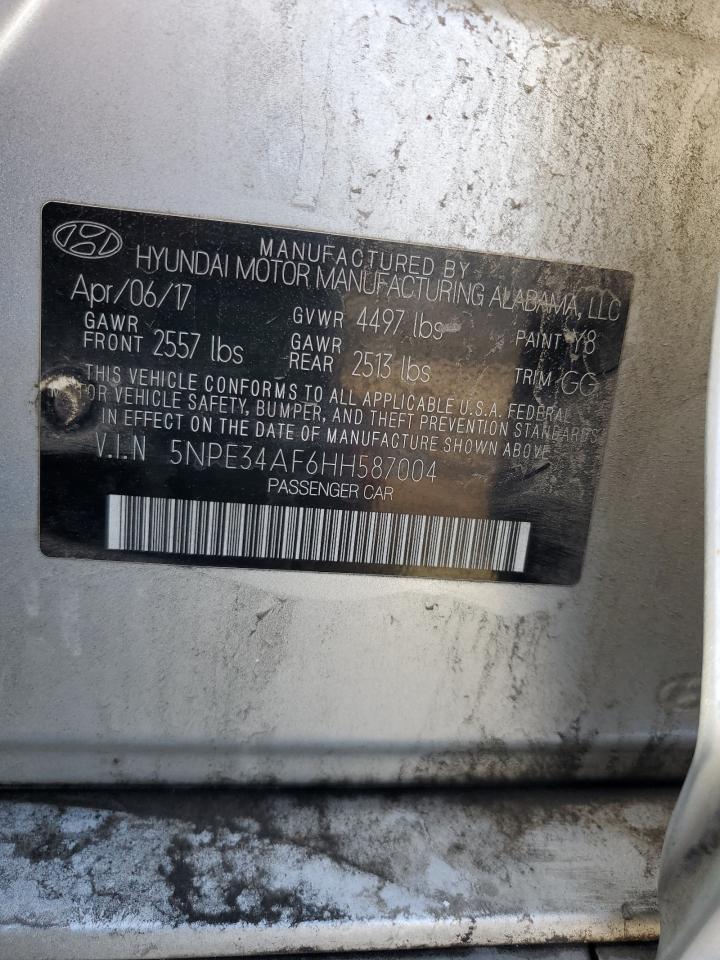 MANUFACTURED BY
HYUNDAI MOTOR MANUFACTURING ALABAMA, LLC
Apr/06/17 GVWR 4497 lbs PAINT Y8
GAWR FRONT 2557 lbs GAWR REAR 2513 lbs TRIM GG
THIS VEHICLE CONFORMS TO ALL APPLICABLE U.S.A. FEDERAL
OR VEHICLE SAFETY, BUMPER, AND THEFT PREVENTION STANDARDS
IN EFFECT ON THE DATE OF MANUFACTURE SHOWN ABOVE
V.I.N 5NPE34AF6HH587004
PASSENGER CAR